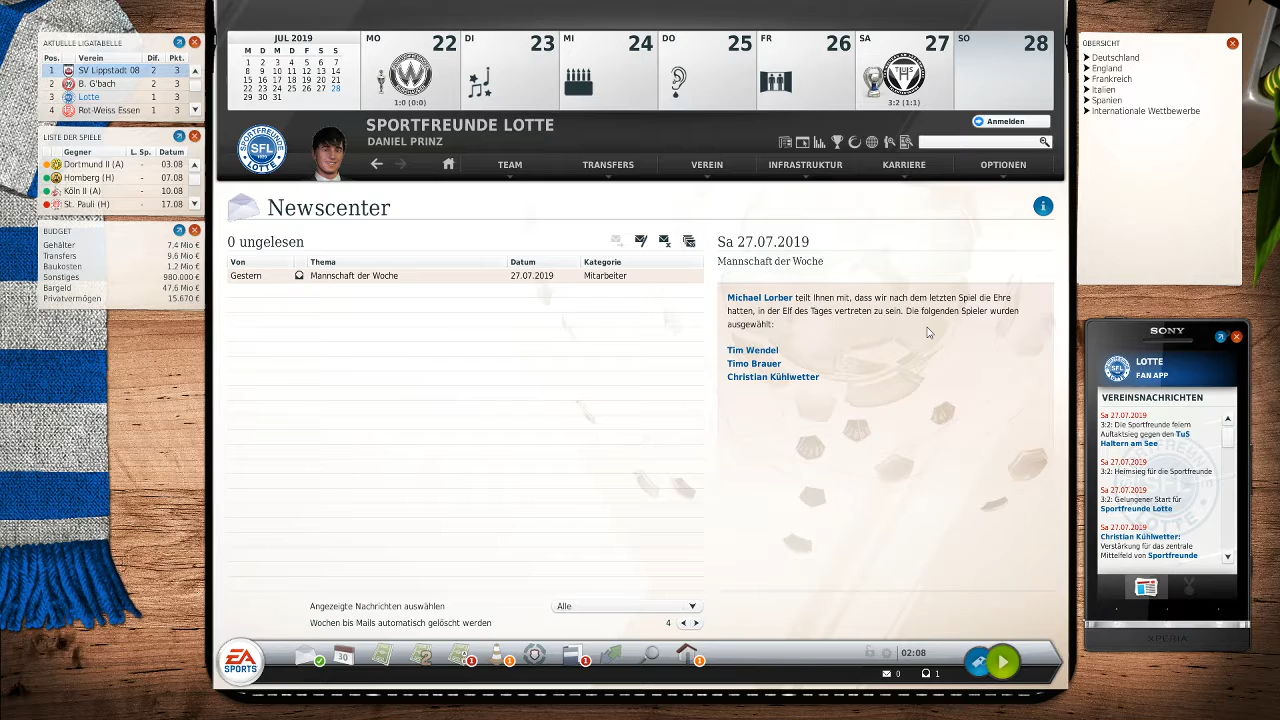 AKTUELLE LIGATABELLE
Pos. Verein Dif. Pkt.
1 SV Lippstadt 08 2 3
2 B. G'bach 2 3
3 Lotte 1 3
4 Rot-Weiss Essen 1 3
LISTE DER SPIELE
Gegner L. Sp. Datum
Dortmund II (A) - 03.08
Homberg (H) - 07.08
Köln II (A) - 10.08
St. Pauli (H) - 17.08
BUDGET
Gehälter 7.4 Mio €
Transfers 9.6 Mio €
Baukosten 1.2 Mio €
Sonstiges 980.000 €
Bargeld 47.6 Mio €
Privatvermögen 15.670 €
JUL 2019
M D M D F S S
1 2 3 4 5 6 7
8 9 10 11 12 13 14
15 16 17 18 19 20 21
22 23 24 25 26 27 28
29 30 31
MO 22
1:0 (0:0)
DI 23
MI 24
DO 25
FR 26
SA 27
3:2 (1:1)
SO 28
SPORTFREUNDE LOTTE
DANIEL PRINZ
Anmelden
SPORTFREUNDE
SFL
LOTTE
TEAM TRANSFERS VEREIN INFRASTRUKTUR KARRIERE OPTIONEN
Newscenter
0 ungelesen
Von Thema Datum Kategorie
Gestern Mannschaft der Woche 27.07.2019 Mitarbeiter
Sa 27.07.2019
Mannschaft der Woche
Michael Lorber teilt Ihnen mit, dass wir nach dem letzten Spiel die Ehre
hatten, in der Elf des Tages vertreten zu sein. Die folgenden Spieler wurden
ausgewählt:
Tim Wendel
Timo Brauer
Christian Kühlwetter
Angezeigte Nachrichten auswählen Alle
Wochen bis Mails automatisch gelöscht werden 4
EA
SPORTS
30
1
1
1
1
02:08
0 1
ÜBERSICHT
Deutschland
England
Frankreich
Italien
Spanien
Internationale Wettbewerbe
SONY
LOTTE
FAN APP
VEREINSNACHRICHTEN
Sa 27.07.2019
3:2: Die Sportfreunde feiern
Auftaktsieg gegen den TuS
Haltern am See
Sa 27.07.2019
3:2: Heimsieg für die Sportfreunde
Sa 27.07.2019
3:2: Gelungener Start für
Sportfreunde Lotte
Sa 27.07.2019
Christian Kühlwetter:
Verstärkung für das zentrale
Mittelfeld von Sportfreunde
XPERIA